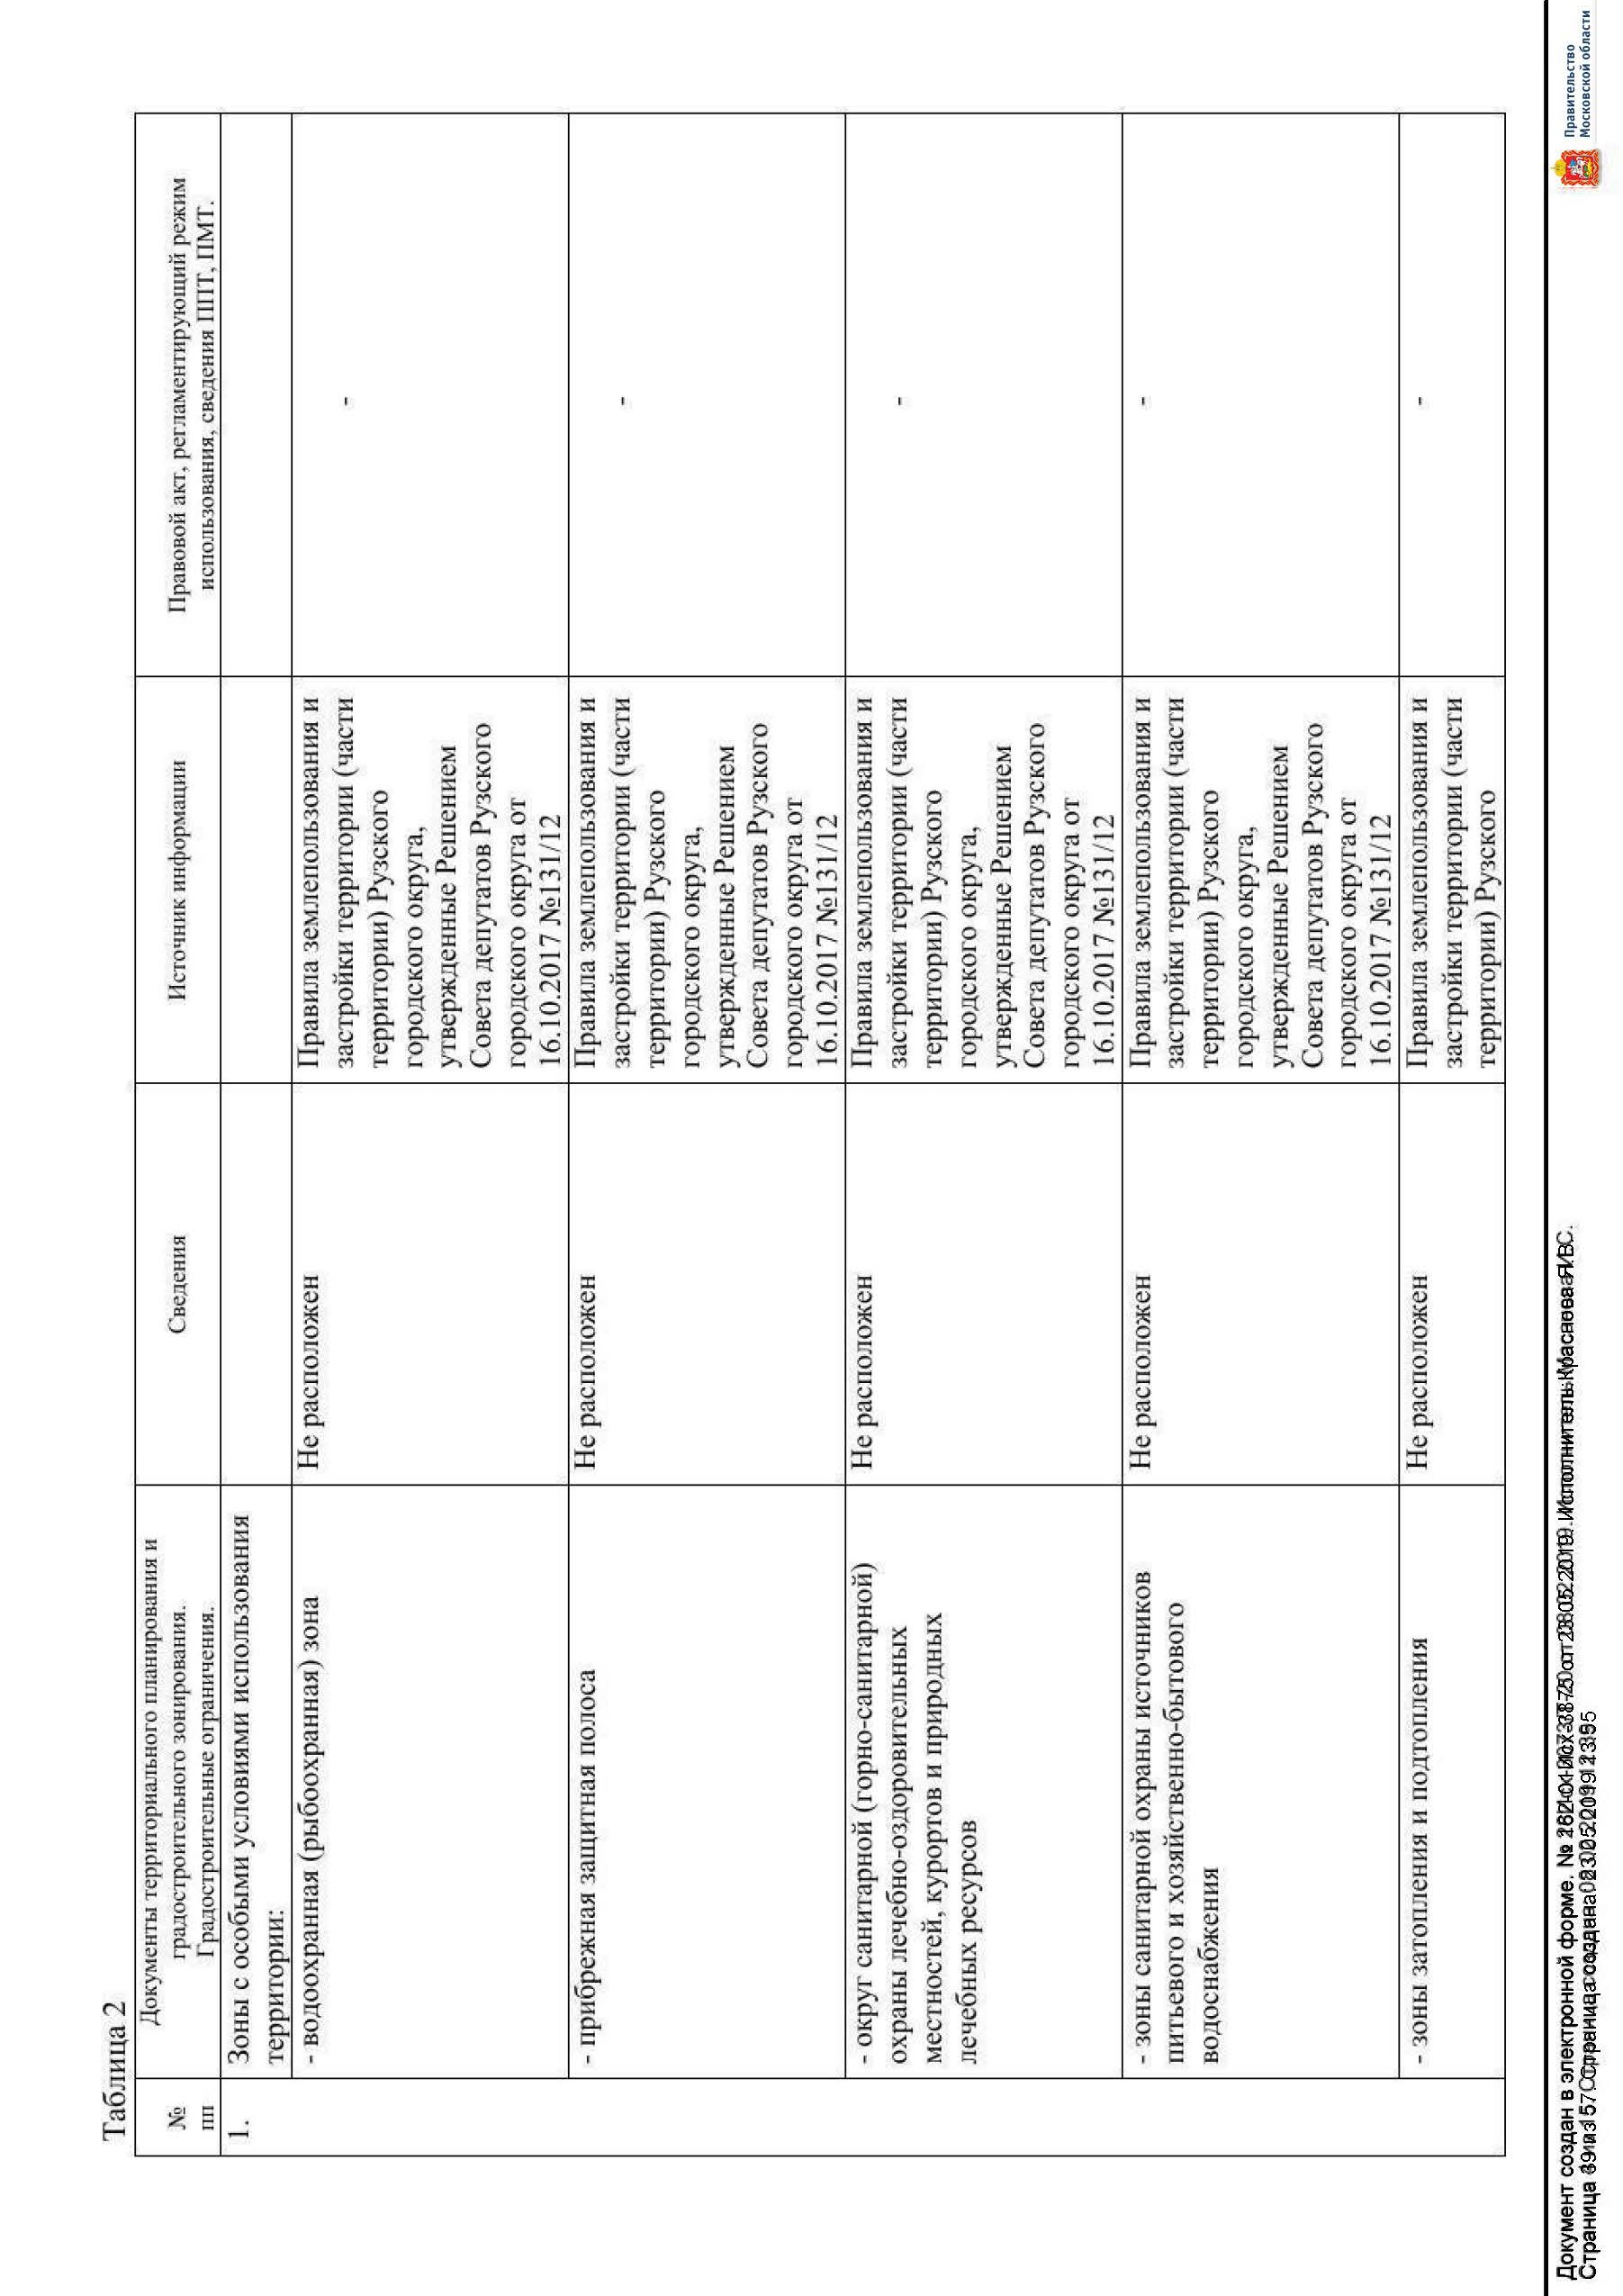 Таблица 2
№
пп
Документы территориального планирования и
градостроительного зонирования.
Градостроительные ограничения.
Сведения
Источник информации
Правовой акт, регламентирующий режим
использования, сведения ППТ, ПМТ.
1.
Зоны с особыми условиями использования
территории:
- водоохранная (рыбоохранная) зона
Не расположен
Правила землепользования и
застройки территории (части
территории) Рузского
городского округа,
утвержденные Решением
Совета депутатов Рузского
городского округа от
16.10.2017 №131/12
-
- прибрежная защитная полоса
Не расположен
Правила землепользования и
застройки территории (части
территории) Рузского
городского округа,
утвержденные Решением
Совета депутатов Рузского
городского округа от
16.10.2017 №131/12
-
- округ санитарной (горно-санитарной)
охраны лечебно-оздоровительных
местностей, курортов и природных
лечебных ресурсов
Не расположен
Правила землепользования и
застройки территории (части
территории) Рузского
городского округа,
утвержденные Решением
Совета депутатов Рузского
городского округа от
16.10.2017 №131/12
-
- зоны санитарной охраны источников
питьевого и хозяйственно-бытового
водоснабжения
Не расположен
Правила землепользования и
застройки территории (части
территории) Рузского
городского округа,
утвержденные Решением
Совета депутатов Рузского
городского округа от
16.10.2017 №131/12
-
- зоны затопления и подтопления
Не расположен
Правила землепользования и
застройки территории (части
территории) Рузского
-
Документ создан в электронной форме. №
Страница
Правительство
Московской области